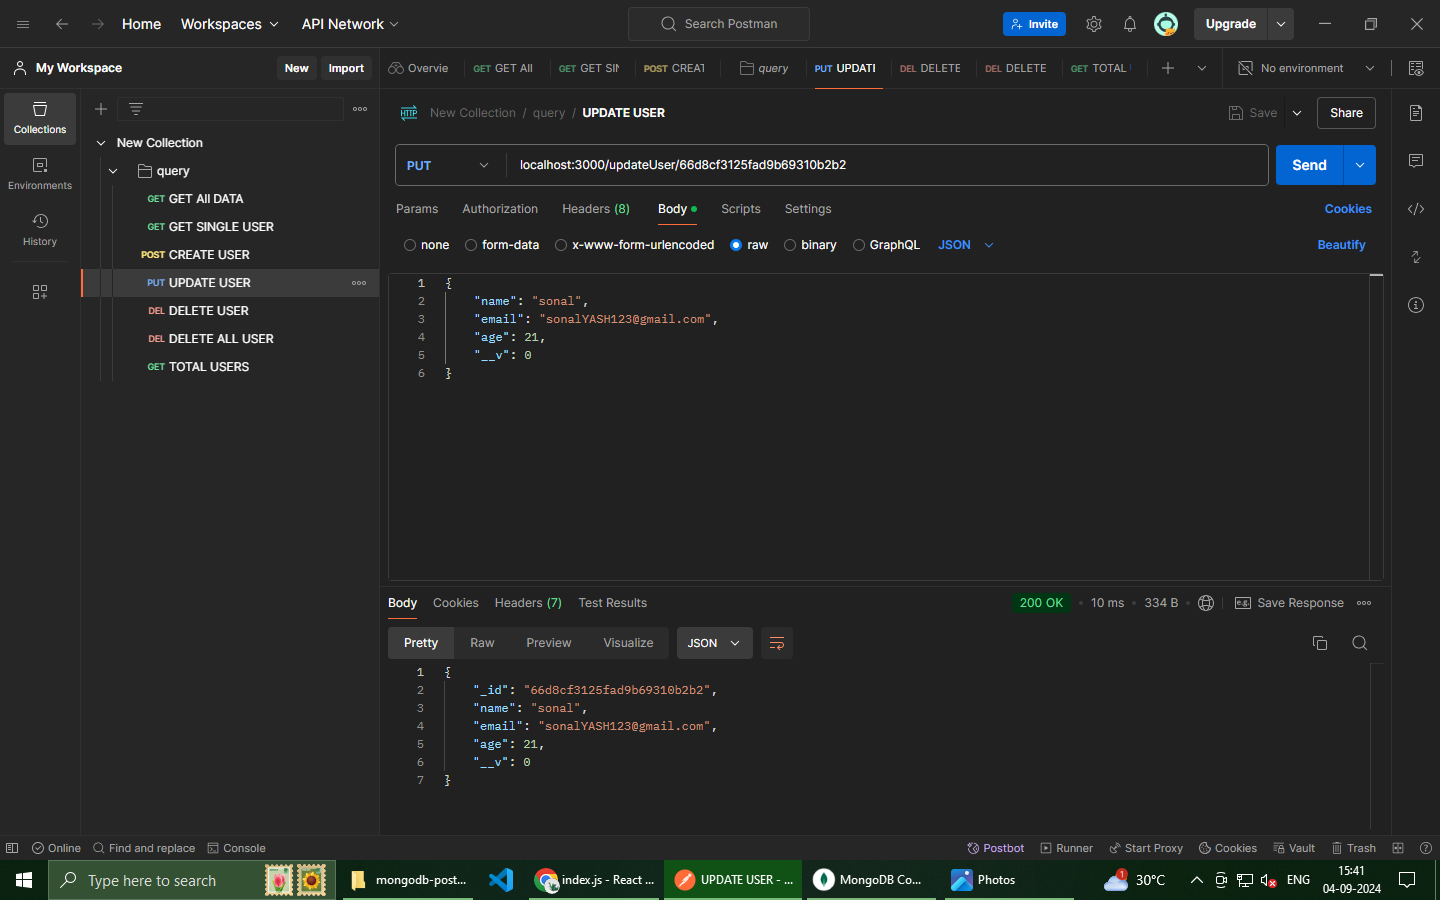 Home
Workspaces
API Network
Search Postman
Invite
Upgrade
My Workspace
New
Import
Overvie
GET GET All
GET GET SIN
POST CREAT
query
PUT UPDATI
DEL DELETE
DEL DELETE
GET TOTAL
No environment
Collections
Environments
History
New Collection
query
GET GET All DATA
GET GET SINGLE USER
POST CREATE USER
PUT UPDATE USER
DEL DELETE USER
DEL DELETE ALL USER
GET TOTAL USERS
HTTP New Collection / query / UPDATE USER
Save
Share
PUT
localhost:3000/updateUser/66d8cf3125fad9b69310b2b2
Send
Params
Authorization
Headers (8)
Body
Scripts
Settings
Cookies
none
form-data
x-www-form-urlencoded
raw
binary
GraphQL
JSON
Beautify
1 {
2 "name": "sonal",
3 "email": "sonalYASH123@gmail.com",
4 "age": 21,
5 "__v": 0
6 }
Body
Cookies
Headers (7)
Test Results
200 OK
10 ms
334 B
e.g. Save Response
Pretty
Raw
Preview
Visualize
JSON
1 {
2 "_id": "66d8cf3125fad9b69310b2b2",
3 "name": "sonal",
4 "email": "sonalYASH123@gmail.com",
5 "age": 21,
6 "__v": 0
7 }
Online
Find and replace
Console
Postbot
Runner
Start Proxy
Cookies
Vault
Trash
Type here to search
mongodb-post...
index.js - React ...
UPDATE USER - ...
MongoDB Co...
Photos
1
30°C
ENG
15:41
04-09-2024